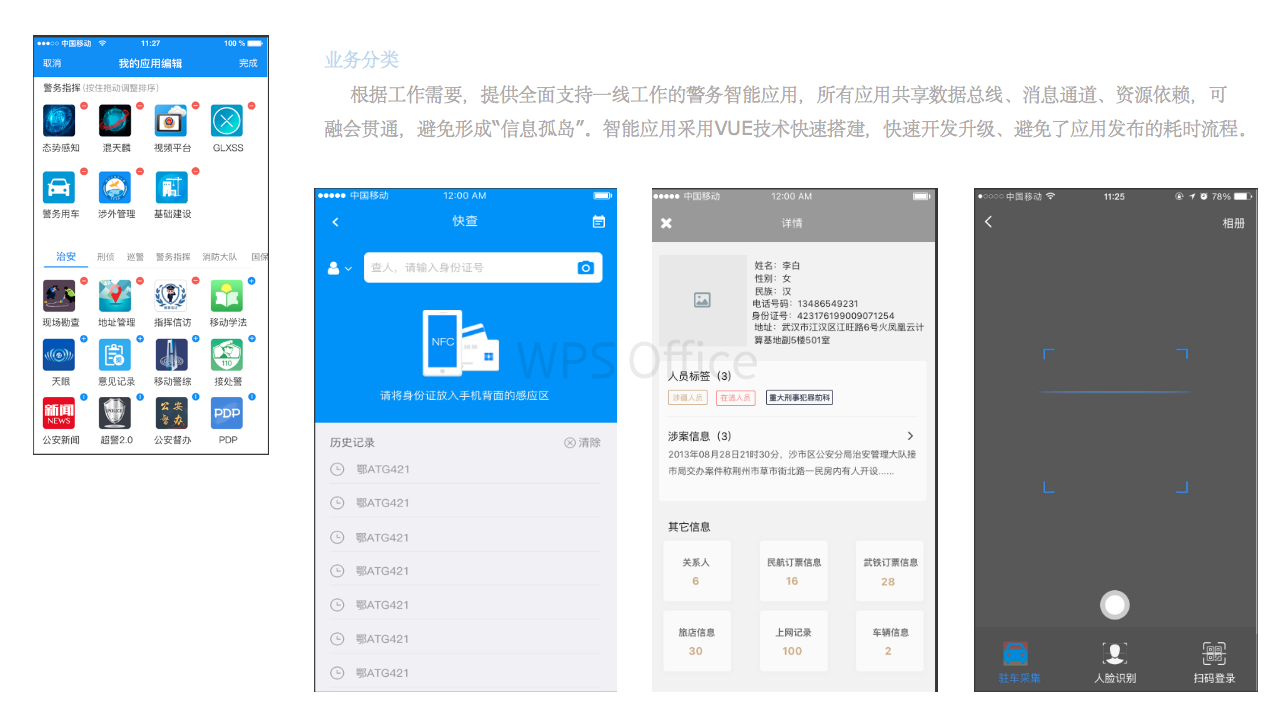 中国移动 11:27 100 %
取消 我的应用编辑 完成
警务指挥 (按住拖动调整排序)
态势感知 混天麟 视频平台 GLXSS
警务用车 涉外管理 基础建设
治安 刑侦 巡警 警务指挥 消防大队 国保
现场勘查 地址管理 指挥信访 移动学法
110
天眼 意见记录 移动警综 接处警
新闻 NEWS POLICE 公安督办 PDP
公安新闻 超警2.0 公安督办 PDP
业务分类
根据工作需要，提供全面支持一线工作的警务智能应用，所有应用共享数据总线、消息通道、资源依赖，可
融会贯通，避免形成“信息孤岛”。智能应用采用VUE技术快速搭建，快速开发升级、避免了应用发布的耗时流程。
中国移动 12:00 AM
快查
查人，请输入身份证号
NFC
请将身份证放入手机背面的感应区
历史记录 清除
鄂ATG421
鄂ATG421
鄂ATG421
鄂ATG421
鄂ATG421
鄂ATG421
鄂ATG421
WPS Office
中国移动 12:00 AM
详情
姓名：李白
性别：女
民族：汉
电话号码：13486549231
身份证号：423176199009071254
地址：武汉市江汉区江旺路6号火凤凰云计
算基地副5楼501室
人员标签（3）
涉疆人员 在逃人员 重大刑事犯罪前科
涉案信息（3）
2013年08月28日21时30分，沙市区公安分局治安管理大队接
市局交办案件称荆州市草市街北路一民房内有人开设......
其它信息
关系人 民航订票信息 武铁订票信息
6 16 28
旅店信息 上网记录 车辆信息
30 100 2
中国移动 11:25 78%
相册
驻车采集 人脸识别 扫码登录